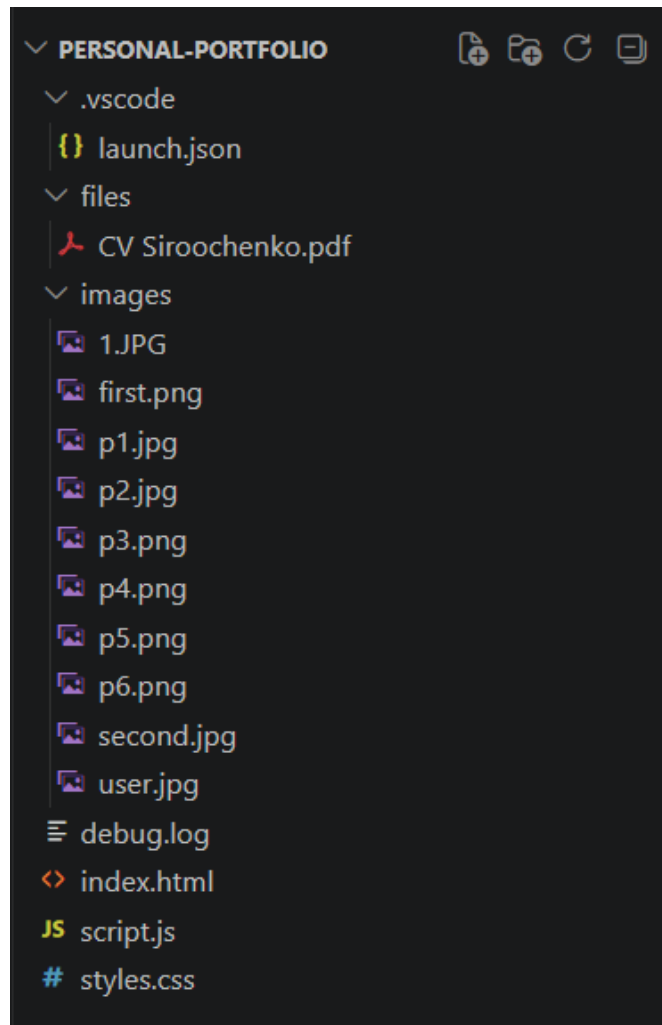 PERSONAL-PORTFOLIO
.vscode
{} launch.json
files
CV Siroochenko.pdf
images
1.JPG
first.png
p1.jpg
p2.jpg
p3.png
p4.png
p5.png
p6.png
second.jpg
user.jpg
debug.log
<> index.html
JS script.js
# styles.css